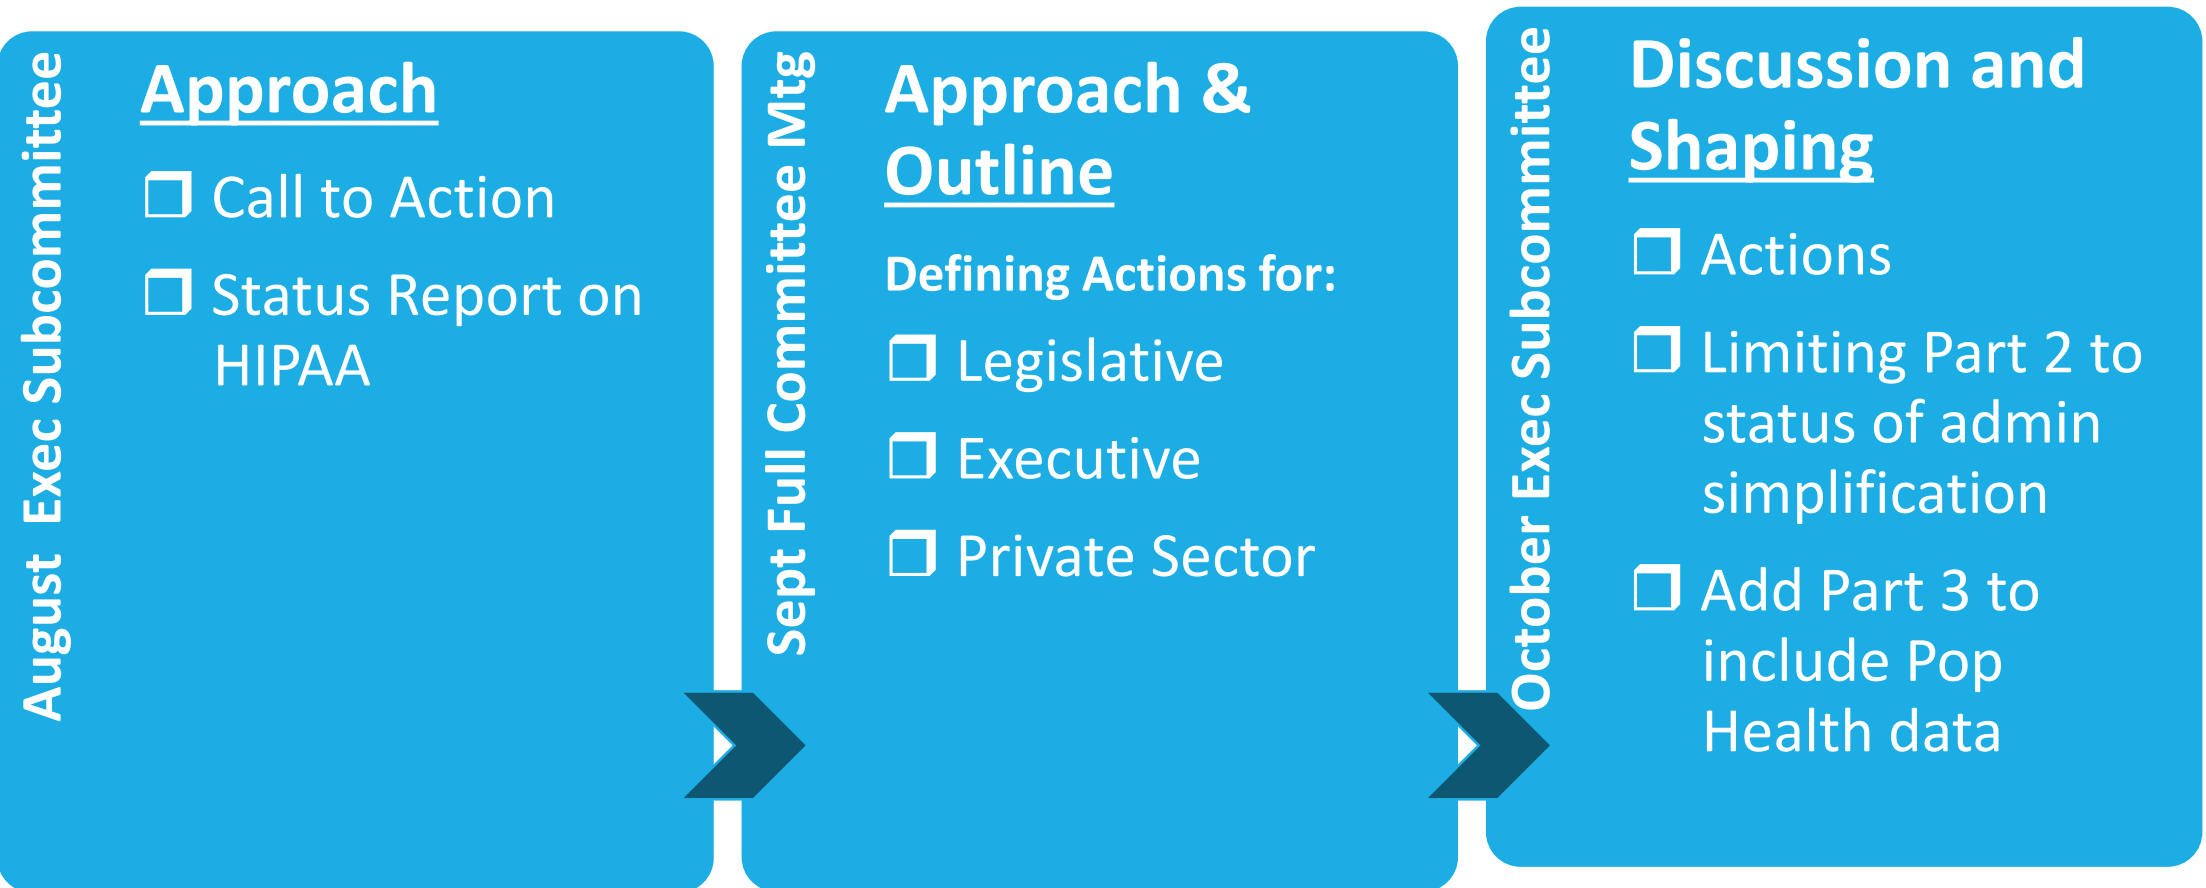 August Exec Subcommittee
Approach
❐ Call to Action
❐ Status Report on
HIPAA
Sept Full Committee Mtg
Approach &
Outline
Defining Actions for:
❐ Legislative
❐ Executive
❐ Private Sector
October Exec Subcommittee
Discussion and
Shaping
❐ Actions
❐ Limiting Part 2 to
status of admin
simplification
❐ Add Part 3 to
include Pop
Health data